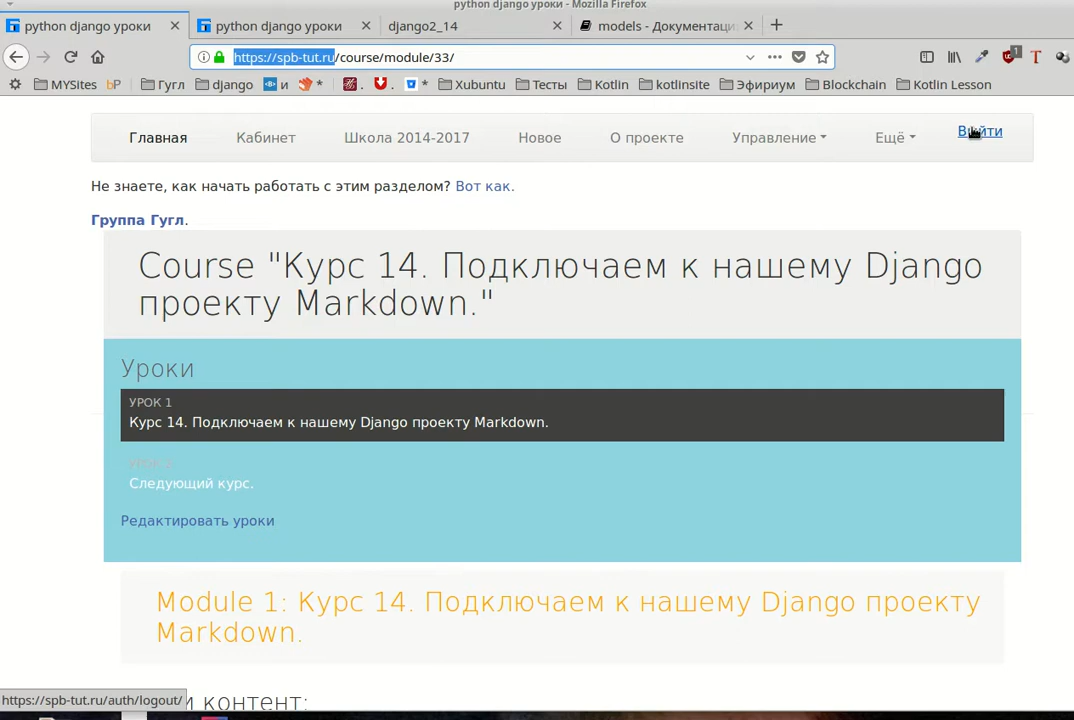 python django уроки - Mozilla Firefox
python django уроки
python django уроки
django2_14
models - Документаци
https://spb-tut.ru/course/module/33/
1
T
MYSites
bP
Гугл
django
и
*
.
.
*
Xubuntu
Тесты
Kotlin
kotlinsite
Эфириум
Blockchain
Kotlin Lesson
Главная
Кабинет
Школа 2014-2017
Новое
О проекте
Управление
Ещё
Не знаете, как начать работать с этим разделом? Вот как.
Группа Гугл.
Course "Курс 14. Подключаем к нашему Django
проекту Markdown."
Уроки
УРОК 1
Курс 14. Подключаем к нашему Django проекту Markdown.
УРОК 2
Следующий курс.
Редактировать уроки
Module 1: Курс 14. Подключаем к нашему Django проекту
Markdown.
https://spb-tut.ru/auth/logout/
и контент: